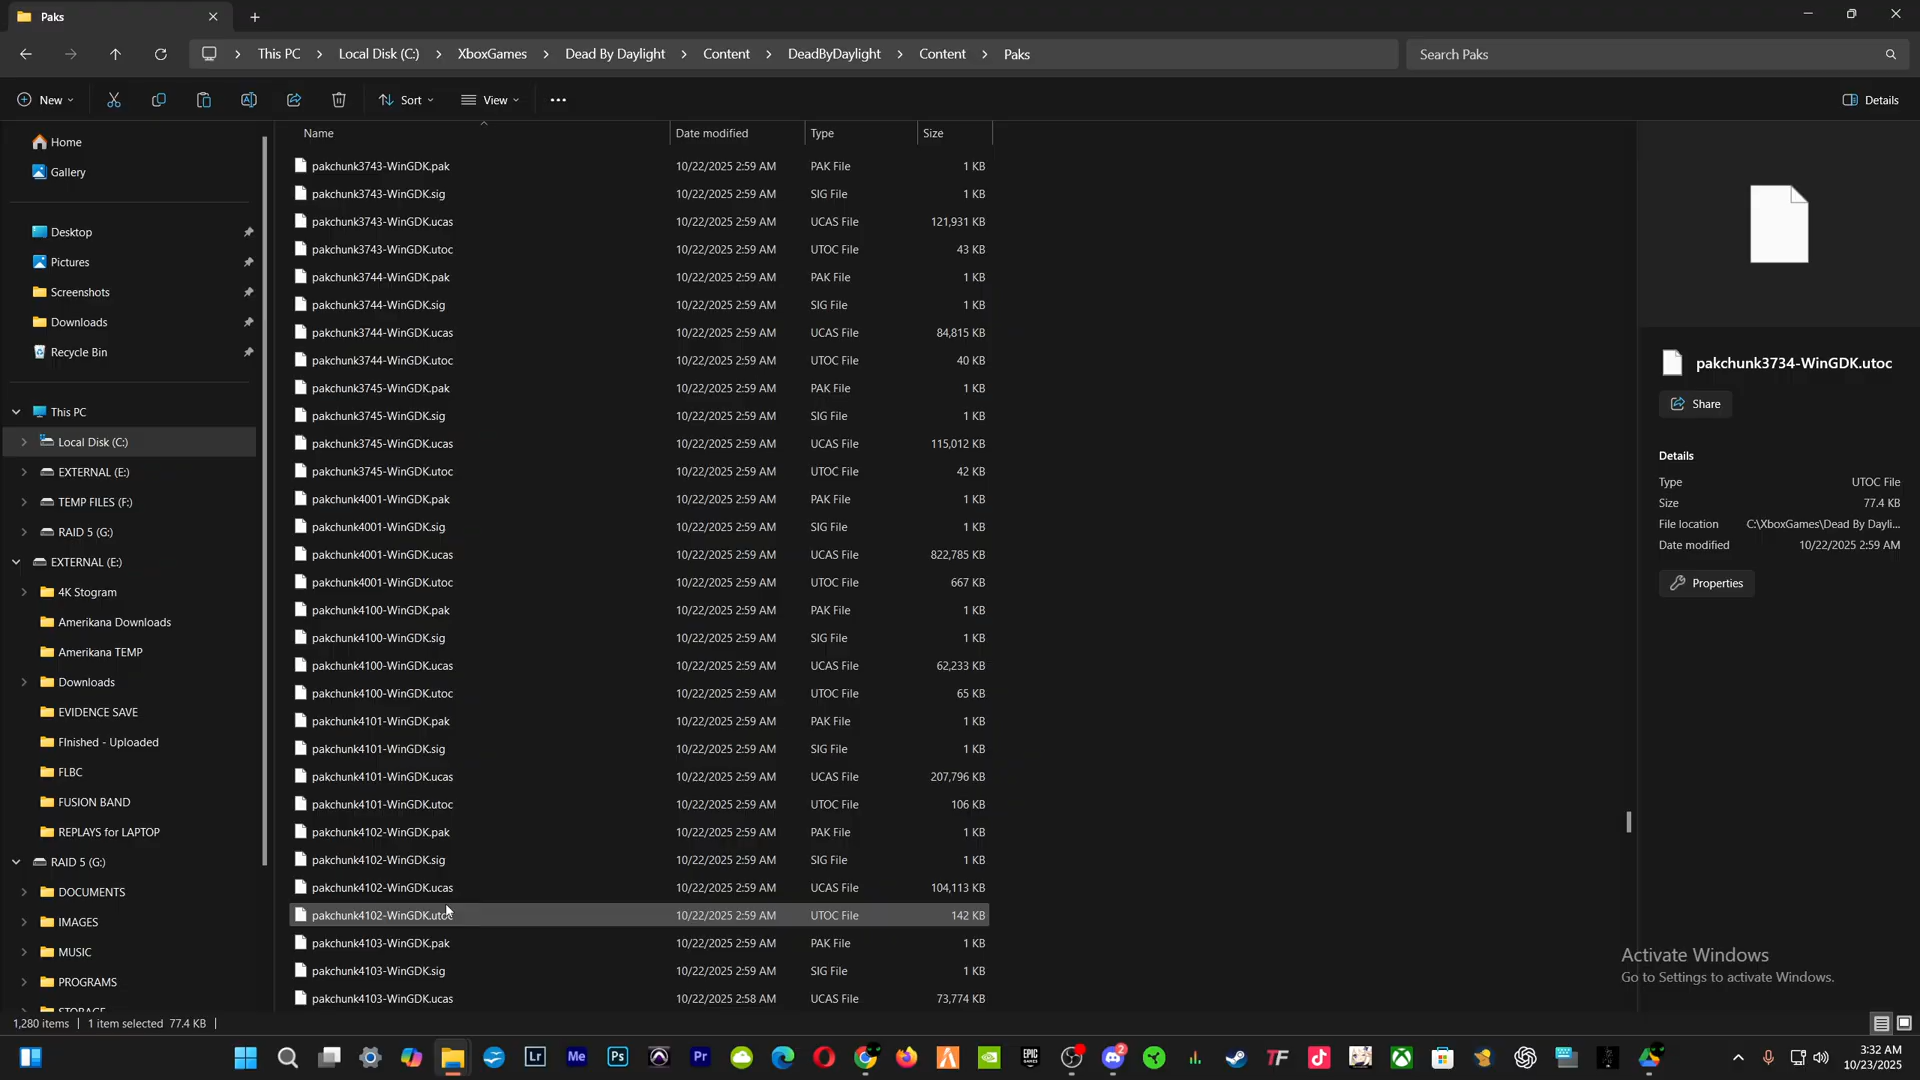 Paks
This PC > Local Disk (C:) > XboxGames > Dead By Daylight > Content > DeadByDaylight > Content > Paks
Search Paks
New
Sort
View
Details
Home
Gallery
Desktop
Pictures
Screenshots
Downloads
Recycle Bin
This PC
Local Disk (C:)
EXTERNAL (E:)
TEMP FILES (F:)
RAID 5 (G:)
EXTERNAL (E:)
4K Stogram
Amerikana Downloads
Amerikana TEMP
Downloads
EVIDENCE SAVE
FInished - Uploaded
FLBC
FUSION BAND
REPLAYS for LAPTOP
RAID 5 (G:)
DOCUMENTS
IMAGES
MUSIC
PROGRAMS
STORAGE
Name Date modified Type Size
pakchunk3743-WinGDK.pak 10/22/2025 2:59 AM PAK File 1 KB
pakchunk3743-WinGDK.sig 10/22/2025 2:59 AM SIG File 1 KB
pakchunk3743-WinGDK.ucas 10/22/2025 2:59 AM UCAS File 121,931 KB
pakchunk3743-WinGDK.utoc 10/22/2025 2:59 AM UTOC File 43 KB
pakchunk3744-WinGDK.pak 10/22/2025 2:59 AM PAK File 1 KB
pakchunk3744-WinGDK.sig 10/22/2025 2:59 AM SIG File 1 KB
pakchunk3744-WinGDK.ucas 10/22/2025 2:59 AM UCAS File 84,815 KB
pakchunk3744-WinGDK.utoc 10/22/2025 2:59 AM UTOC File 40 KB
pakchunk3745-WinGDK.pak 10/22/2025 2:59 AM PAK File 1 KB
pakchunk3745-WinGDK.sig 10/22/2025 2:59 AM SIG File 1 KB
pakchunk3745-WinGDK.ucas 10/22/2025 2:59 AM UCAS File 115,012 KB
pakchunk3745-WinGDK.utoc 10/22/2025 2:59 AM UTOC File 42 KB
pakchunk4001-WinGDK.pak 10/22/2025 2:59 AM PAK File 1 KB
pakchunk4001-WinGDK.sig 10/22/2025 2:59 AM SIG File 1 KB
pakchunk4001-WinGDK.ucas 10/22/2025 2:59 AM UCAS File 822,785 KB
pakchunk4001-WinGDK.utoc 10/22/2025 2:59 AM UTOC File 667 KB
pakchunk4100-WinGDK.pak 10/22/2025 2:59 AM PAK File 1 KB
pakchunk4100-WinGDK.sig 10/22/2025 2:59 AM SIG File 1 KB
pakchunk4100-WinGDK.ucas 10/22/2025 2:59 AM UCAS File 62,233 KB
pakchunk4100-WinGDK.utoc 10/22/2025 2:59 AM UTOC File 65 KB
pakchunk4101-WinGDK.pak 10/22/2025 2:59 AM PAK File 1 KB
pakchunk4101-WinGDK.sig 10/22/2025 2:59 AM SIG File 1 KB
pakchunk4101-WinGDK.ucas 10/22/2025 2:59 AM UCAS File 207,796 KB
pakchunk4101-WinGDK.utoc 10/22/2025 2:59 AM UTOC File 106 KB
pakchunk4102-WinGDK.pak 10/22/2025 2:59 AM PAK File 1 KB
pakchunk4102-WinGDK.sig 10/22/2025 2:59 AM SIG File 1 KB
pakchunk4102-WinGDK.ucas 10/22/2025 2:59 AM UCAS File 104,113 KB
pakchunk4102-WinGDK.utoc 10/22/2025 2:59 AM UTOC File 142 KB
pakchunk4103-WinGDK.pak 10/22/2025 2:59 AM PAK File 1 KB
pakchunk4103-WinGDK.sig 10/22/2025 2:59 AM SIG File 1 KB
pakchunk4103-WinGDK.ucas 10/22/2025 2:58 AM UCAS File 73,774 KB
pakchunk3734-WinGDK.utoc
Share
Details
Type UTOC File
Size 77.4 KB
File location C:\XboxGames\Dead By Dayli...
Date modified 10/22/2025 2:59 AM
Properties
Activate Windows
Go to Settings to activate Windows.
1,280 items | 1 item selected 77.4 KB |
Lr
Me
Ps
Pr
EPIC GAMES
2
TF
3:32 AM
10/23/2025